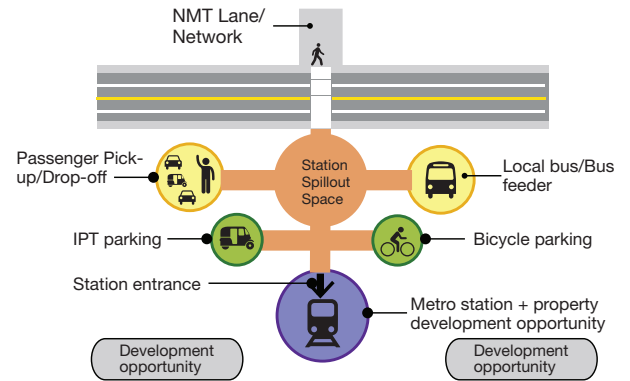 NMT Lane/
Network
Passenger Pick-
up/Drop-off
Station
Spillout
Space
Local bus/Bus
feeder
IPT parking
Bicycle parking
Station entrance
Metro station + property
development opportunity
Development
opportunity
Development
opportunity